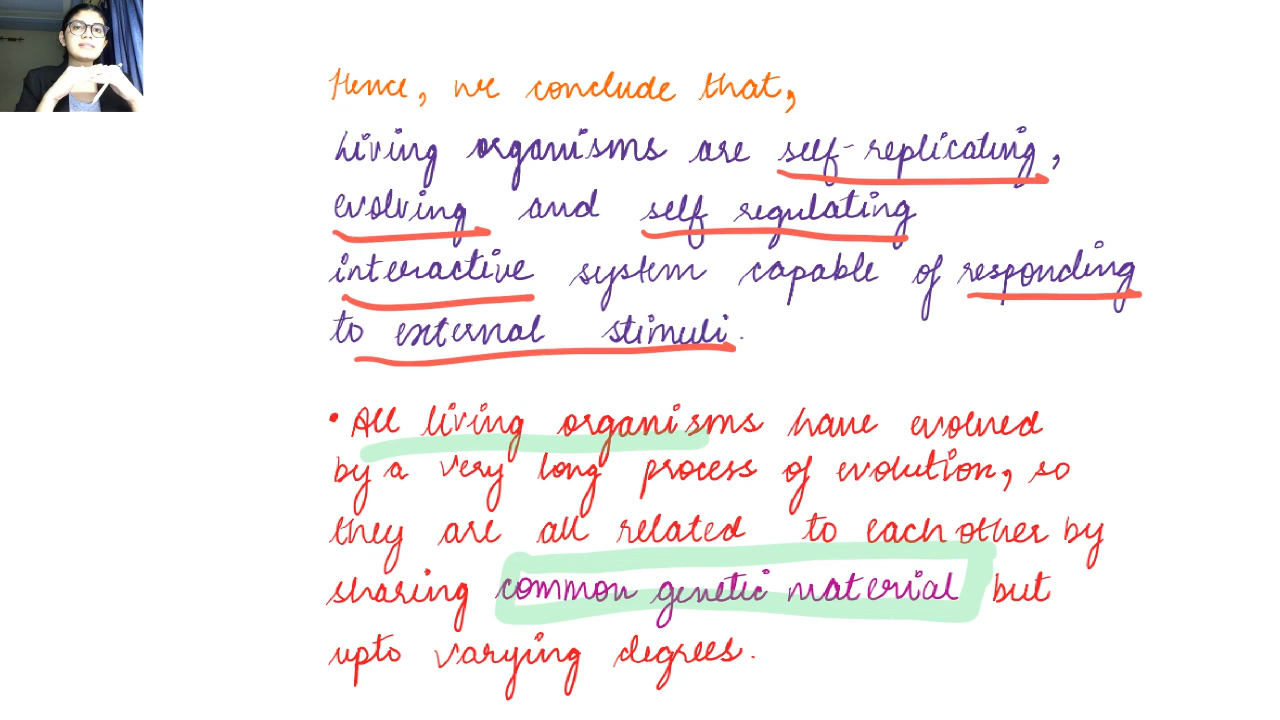 Hence, we conclude that,
Living organisms are self-replicating,
evolving and self regulating
interactive system capable of responding
to external stimuli.
• All living organisms have evolved
by a very long process of evolution, so
they are all related to each other by
sharing common genetic material but
upto varying degrees.